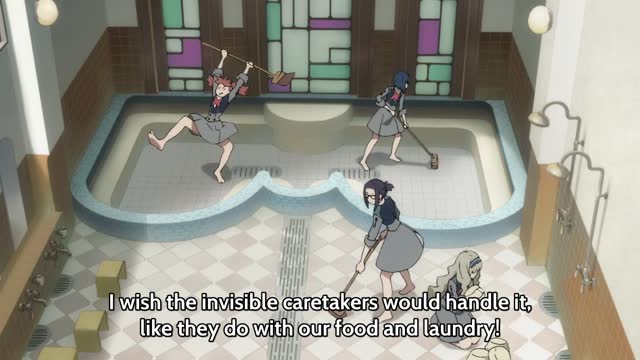 I wish the invisible caretakers would handle it,
like they do with our food and laundry!